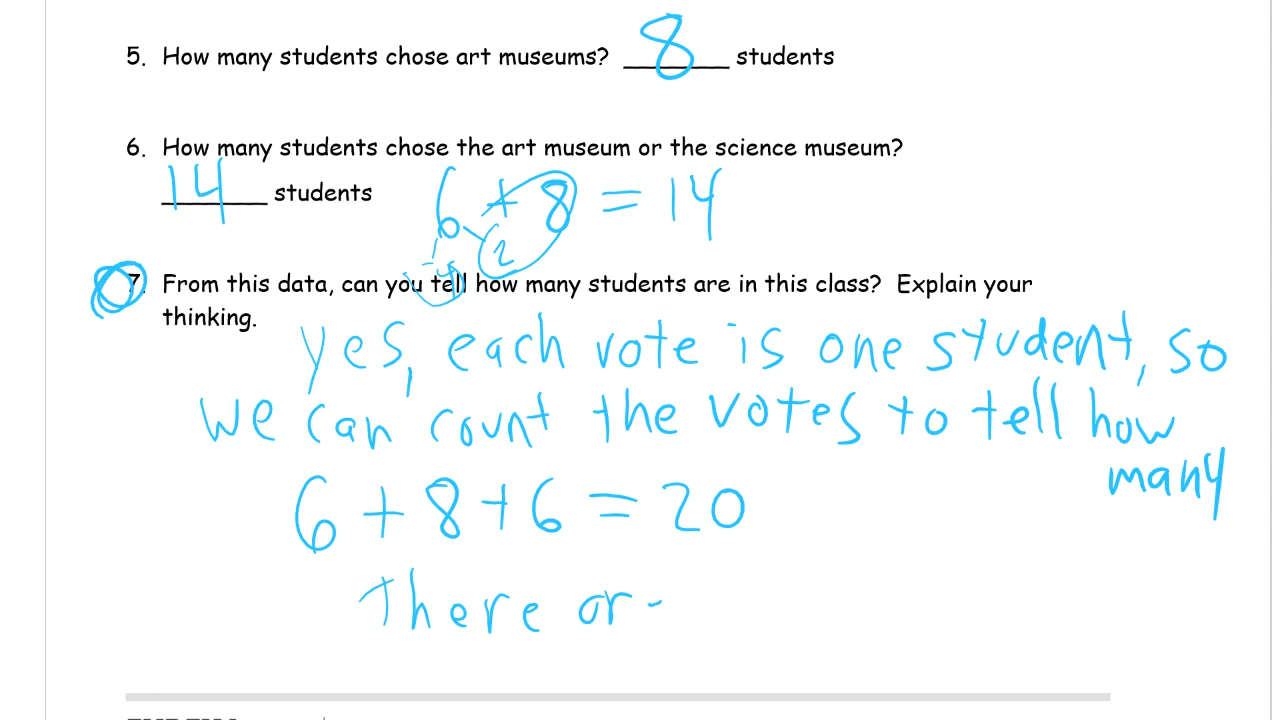 5. How many students chose art museums? 8 students
6. How many students chose the art museum or the science museum?
14 students 6 + 8 = 14
2
4
7. From this data, can you tell how many students are in this class? Explain your
thinking.
yes, each vote is one student, so
we can count the votes to tell how
many
6 + 8 + 6 = 20
There ar